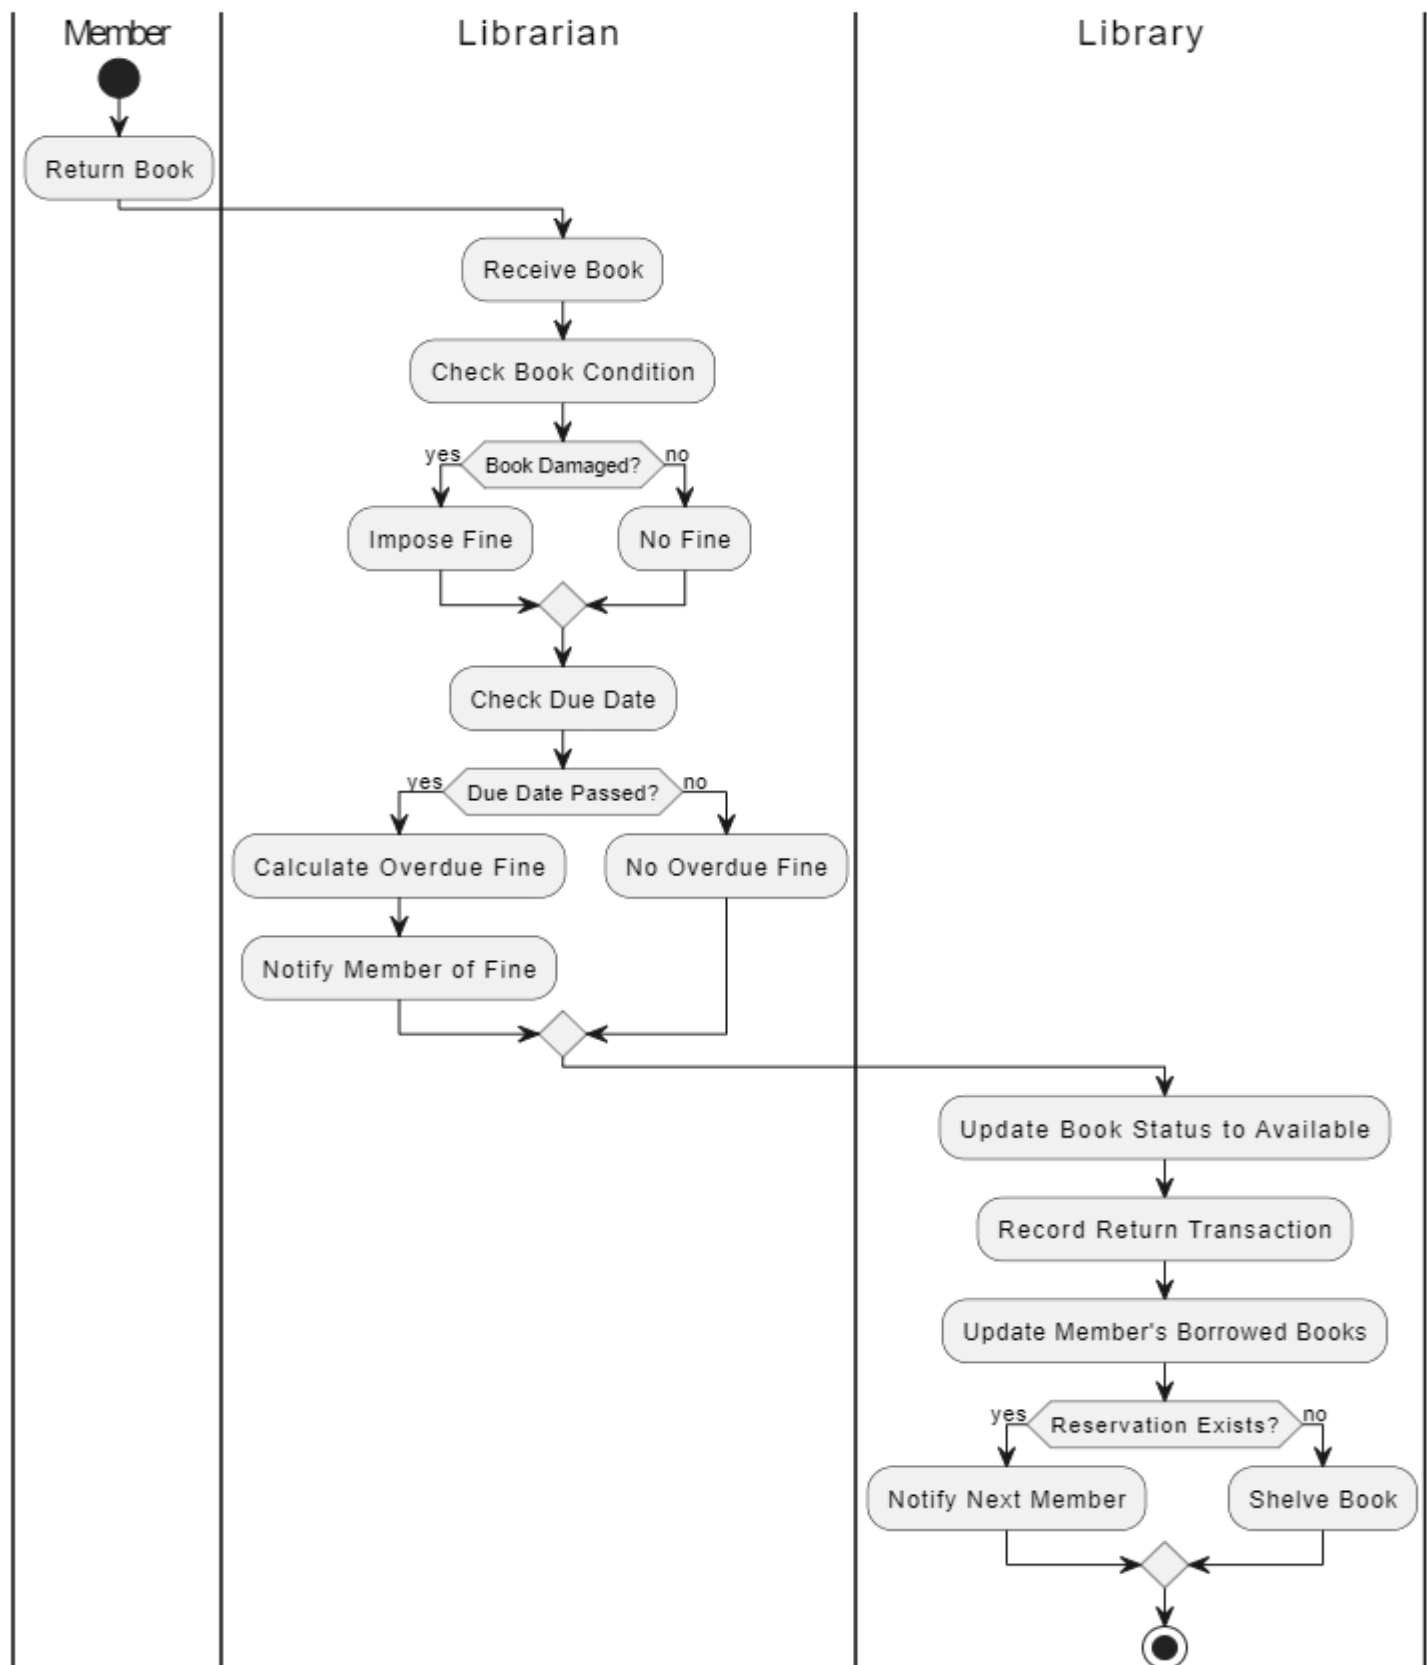 Member
Librarian
Library
Return Book
Receive Book
Check Book Condition
Book Damaged?
yes
no
Impose Fine
No Fine
Check Due Date
Due Date Passed?
yes
no
Calculate Overdue Fine
No Overdue Fine
Notify Member of Fine
Update Book Status to Available
Record Return Transaction
Update Member's Borrowed Books
Reservation Exists?
yes
no
Notify Next Member
Shelve Book